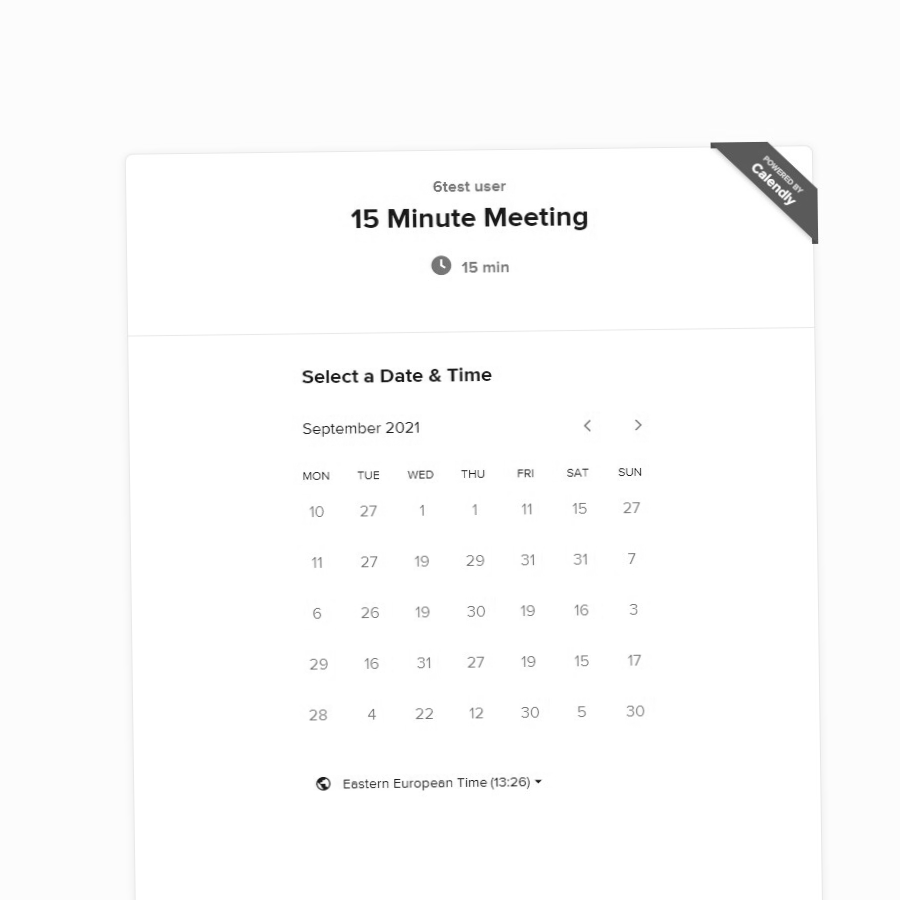 POWERED BY
Calendly
6test user
15 Minute Meeting
15 min
Select a Date & Time
September 2021
MON TUE WED THU FRI SAT SUN
10 27 1 1 11 15 27
11 27 19 29 31 31 7
6 26 19 30 19 16 3
29 16 31 27 19 15 17
28 4 22 12 30 5 30
Eastern European Time (13:26)